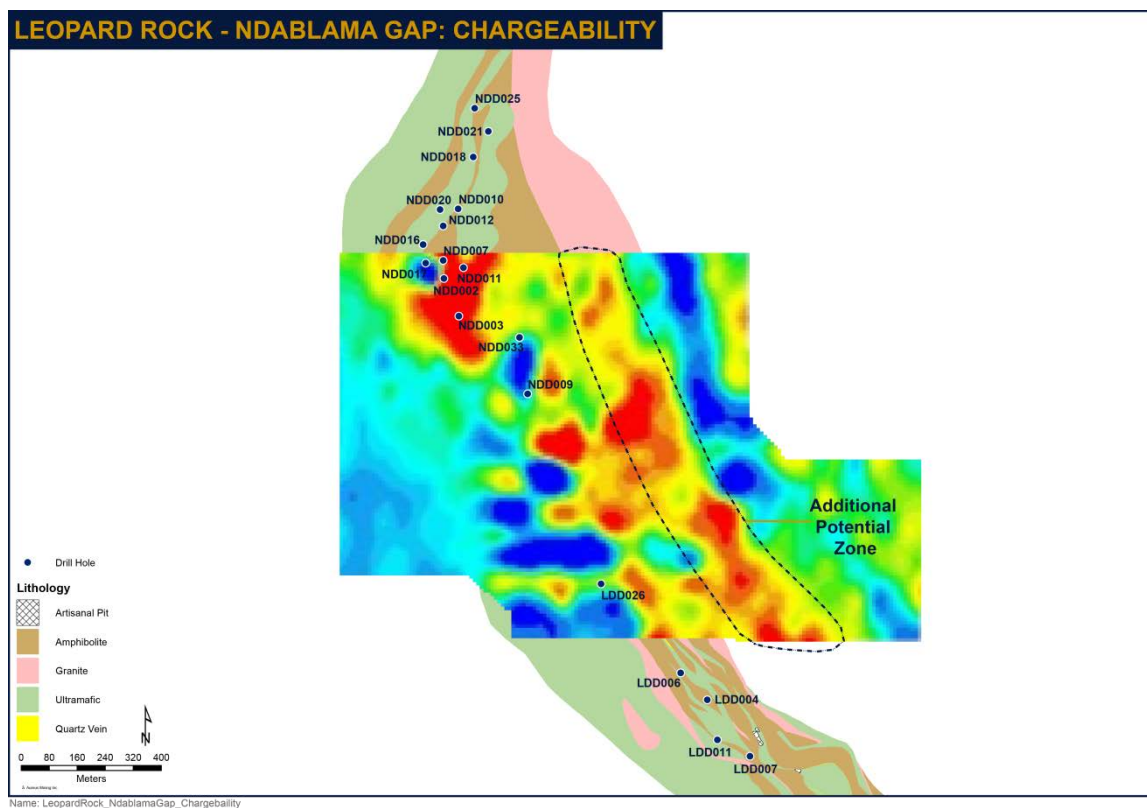 LEOPARD ROCK - NDABLAMA GAP: CHARGEABILITY
NDD025
NDD021
NDD018
NDD020
NDD010
NDD012
NDD016
NDD007
NDD017
NDD011
NDD002
NDD003
NDD033
NDD009
Additional
Potential
Zone
LDD026
LDD006
LDD004
LDD011
LDD007
Drill Hole
Lithology
Artisanal Pit
Amphibolite
Granite
Ultramafic
Quartz Vein
N
0 80 160 240 320 400
Meters
Name: LeopardRock_NdablamaGap_Chargebaility